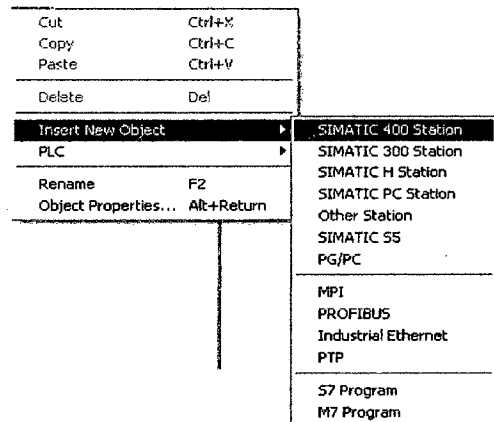 Cut Ctrl+X
Copy Ctrl+C
Paste Ctrl+V
Delete Del
Insert New Object
PLC
Rename F2
Object Properties... Alt+Return
SIMATIC 400 Station
SIMATIC 300 Station
SIMATIC H Station
SIMATIC PC Station
Other Station
SIMATIC S5
PG/PC
MPI
PROFIBUS
Industrial Ethernet
PTP
S7 Program
M7 Program